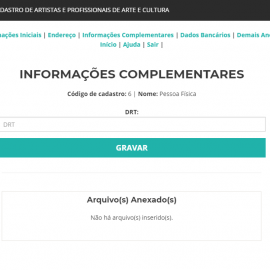 DASTRO DE ARTISTAS E PROFISSIONAIS DE ARTE E CULTURA
ações Iniciais | Endereço | Informações Complementares | Dados Bancários | Demais An
Início | Ajuda | Sair |
INFORMAÇÕES COMPLEMENTARES
Código de cadastro: 6 | Nome: Pessoa Física
DRT:
DRT
GRAVAR
Arquivo(s) Anexado(s)
Não há arquivo(s) inserido(s).